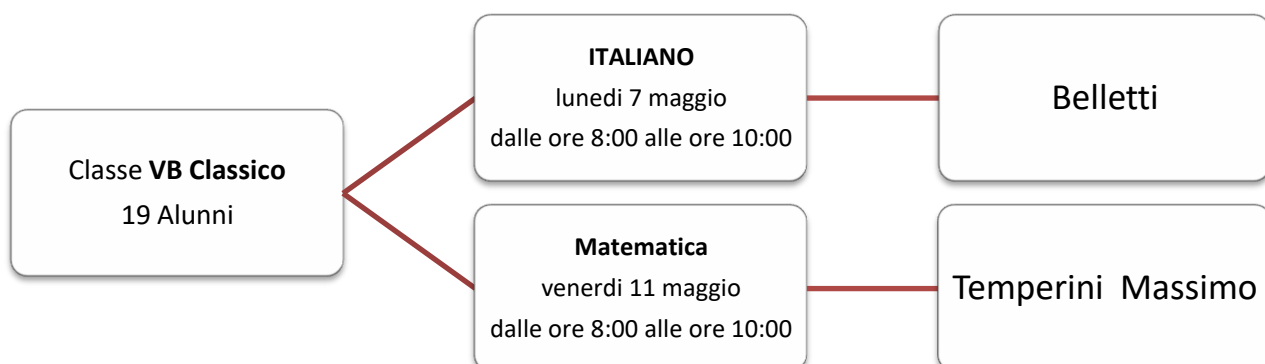 Classe VB Classico
19 Alunni
ITALIANO
lunedi 7 maggio
dalle ore 8:00 alle ore 10:00
Belletti
Matematica
venerdi 11 maggio
dalle ore 8:00 alle ore 10:00
Temperini Massimo